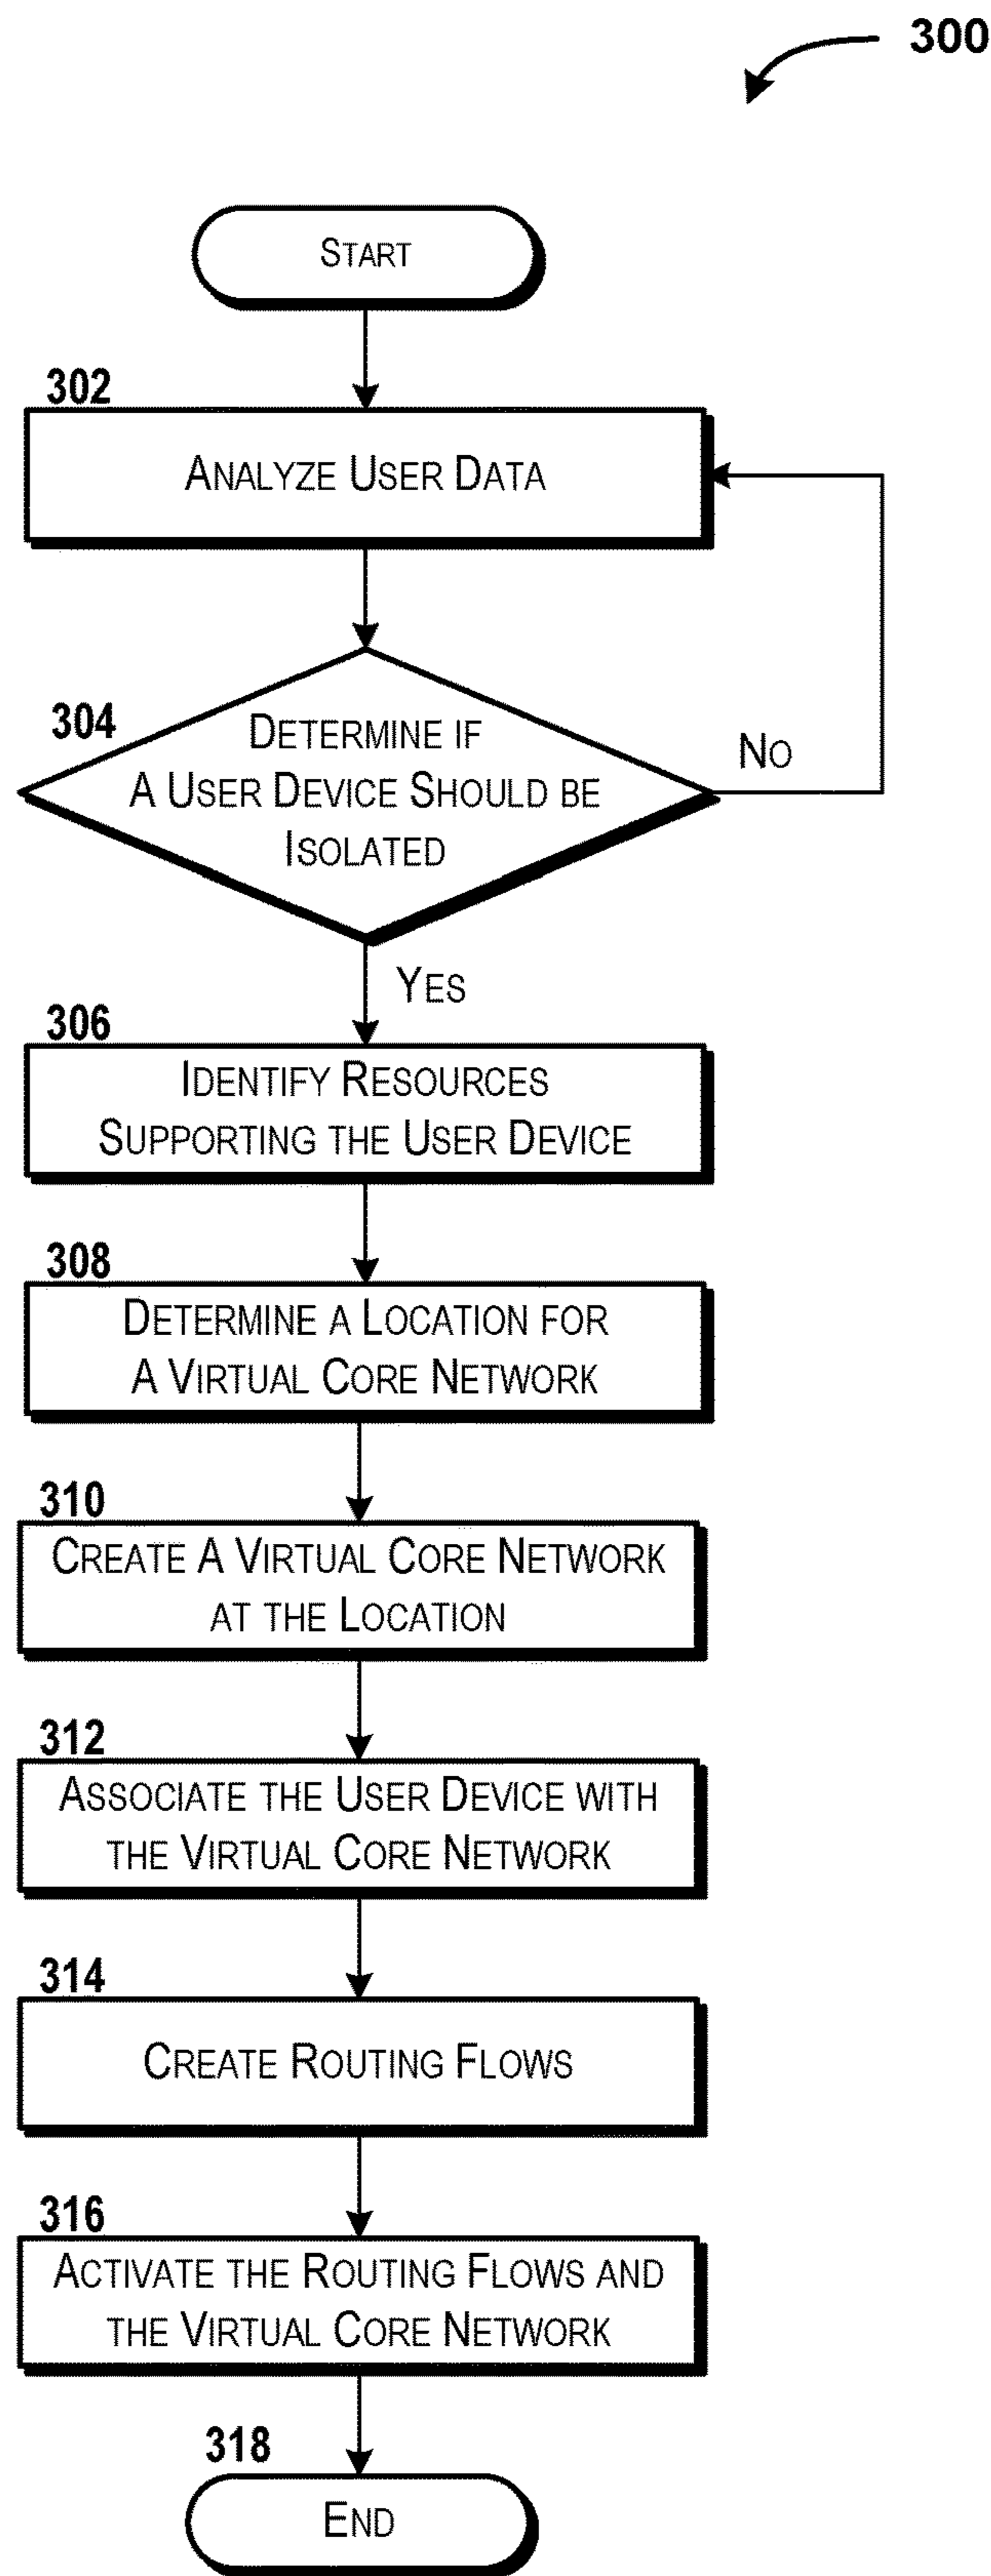 300
START
302
ANALYZE USER DATA
304
DETERMINE IF
A USER DEVICE SHOULD BE
ISOLATED
NO
YES
306
IDENTIFY RESOURCES
SUPPORTING THE USER DEVICE
308
DETERMINE A LOCATION FOR
A VIRTUAL CORE NETWORK
310
CREATE A VIRTUAL CORE NETWORK
AT THE LOCATION
312
ASSOCIATE THE USER DEVICE WITH
THE VIRTUAL CORE NETWORK
314
CREATE ROUTING FLOWS
316
ACTIVATE THE ROUTING FLOWS AND
THE VIRTUAL CORE NETWORK
318
END